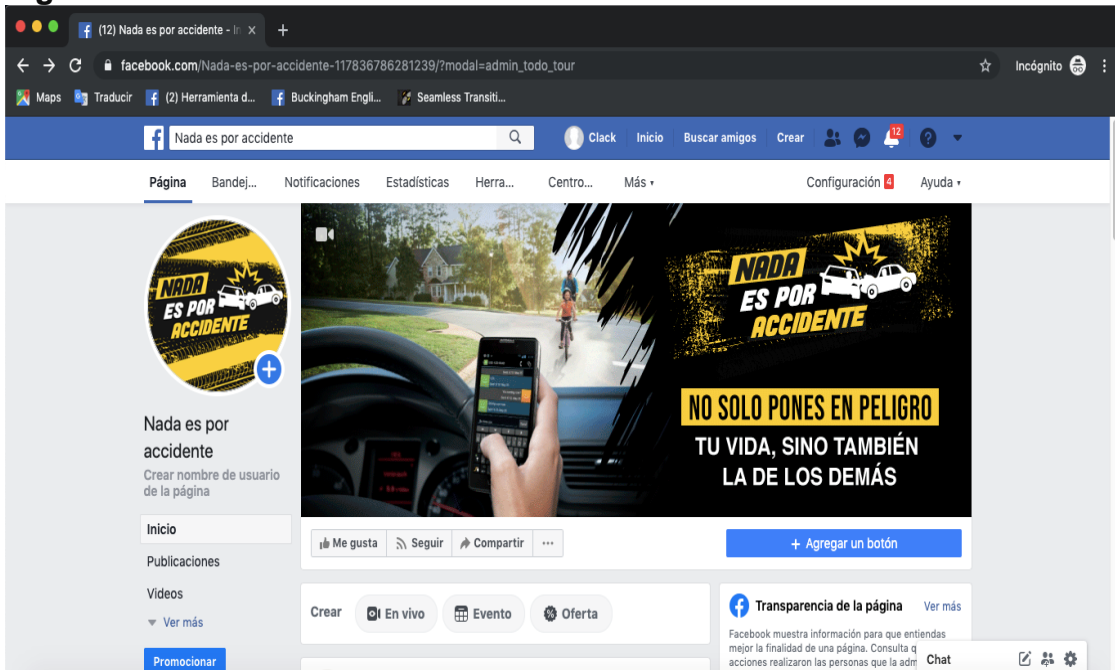 (12) Nada es por accidente - In
facebook.com/Nada-es-por-accidente-117836786281239/?modal=admin_todo_tour
Incógnito
Maps
Traducir
(2) Herramienta d...
Buckingham Engli...
Seamless Transiti...
Nada es por accidente
Clack
Inicio
Buscar amigos
Crear
12
Página
Bandej...
Notificaciones
Estadísticas
Herra...
Centro...
Más
Configuración 4
Ayuda
NADA
ES POR
ACCIDENTE
NADA
ES POR
ACCIDENTE
NO SOLO PONES EN PELIGRO
TU VIDA, SINO TAMBIÉN
LA DE LOS DEMÁS
Nada es por
accidente
Crear nombre de usuario
de la página
Inicio
Publicaciones
Videos
Ver más
Promocionar
Me gusta
Seguir
Compartir
...
+ Agregar un botón
Crear
En vivo
Evento
Oferta
Transparencia de la página
Ver más
Facebook muestra información para que entiendas
mejor la finalidad de una página. Consulta q
acciones realizaron las personas que la adm
Chat